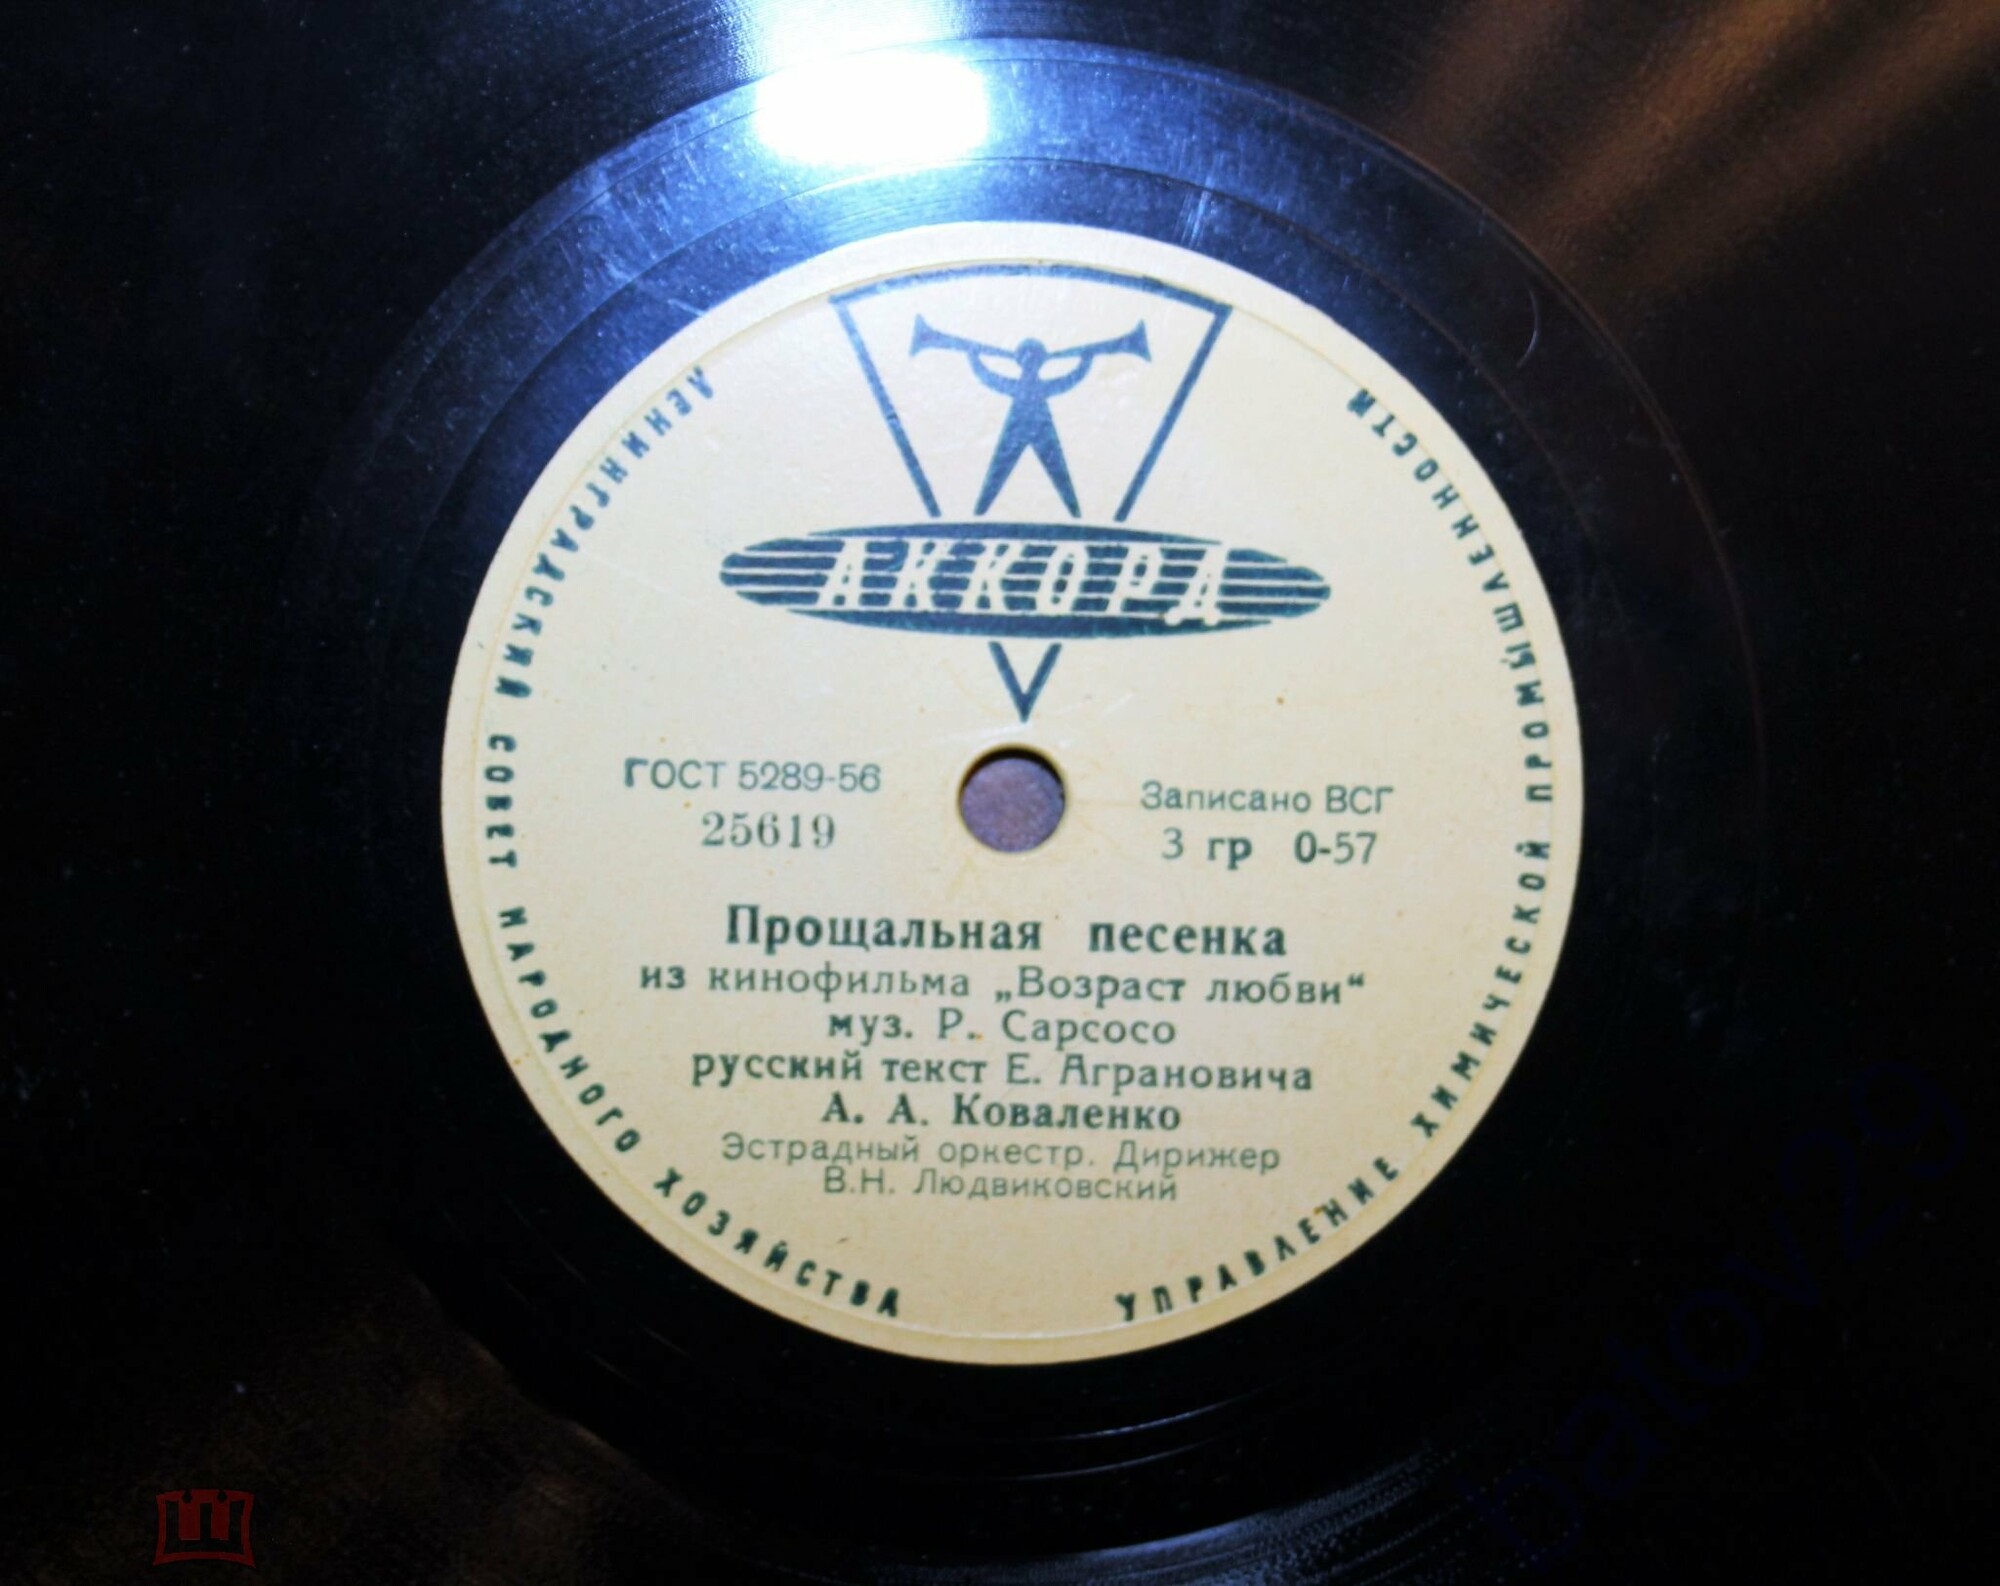 АККОРД
ЛЕНИНГРАДСКИЙ СОВЕТ НАРОДНОГО ХОЗЯЙСТВА
УПРАВЛЕНИЕ ХИМИЧЕСКОЙ ПРОМЫШЛЕННОСТИ
ГОСТ 5289-56
25619
Записано ВСГ
3 гр 0-57
Прощальная песенка
из кинофильма „Возраст любви“
муз. Р. Сарсосо
русский текст Е. Аграновича
А. А. Коваленко
Эстрадный оркестр. Дирижер
В.Н. Людвиковский
batov29